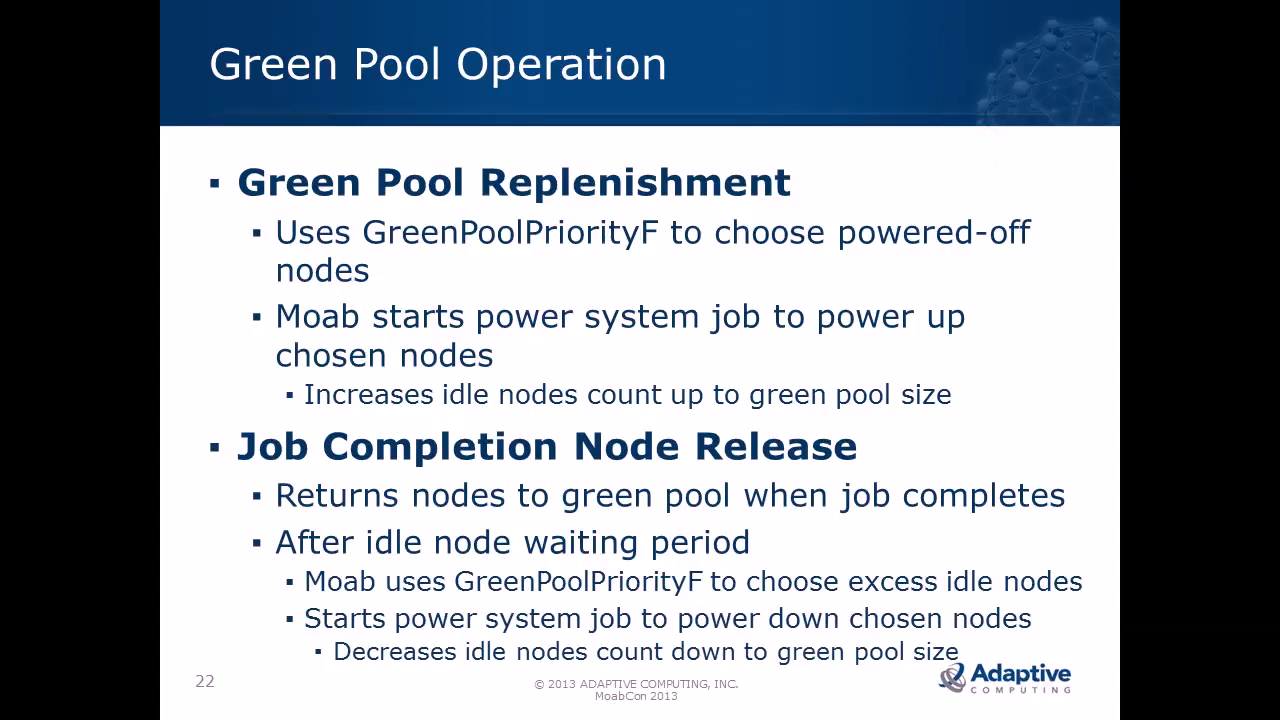 Green Pool Operation
▪ Green Pool Replenishment
▪ Uses GreenPoolPriorityF to choose powered-off
nodes
▪ Moab starts power system job to power up
chosen nodes
▪ Increases idle nodes count up to green pool size
▪ Job Completion Node Release
▪ Returns nodes to green pool when job completes
▪ After idle node waiting period
▪ Moab uses GreenPoolPriorityF to choose excess idle nodes
▪ Starts power system job to power down chosen nodes
▪ Decreases idle nodes count down to green pool size
22
© 2013 ADAPTIVE COMPUTING, INC.
MoabCon 2013
Adaptive
COMPUTING